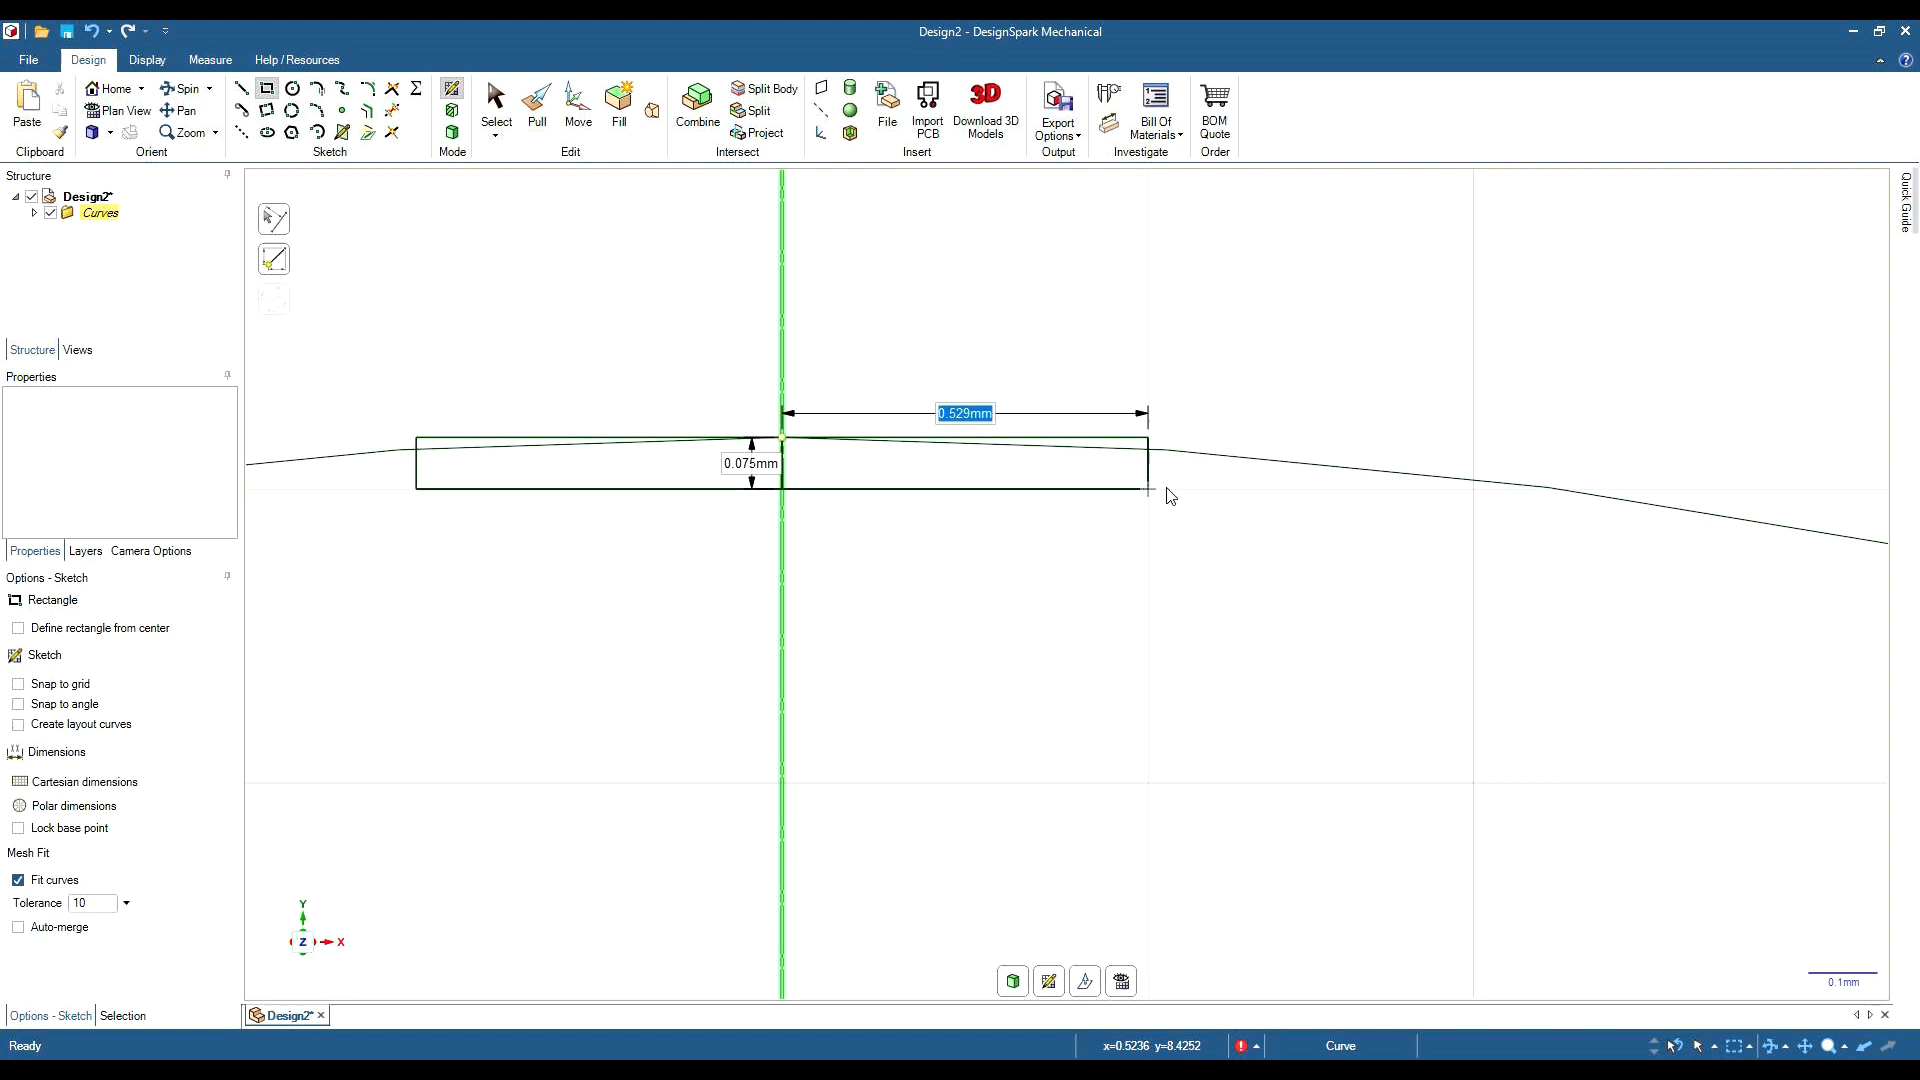 Design2 - DesignSpark Mechanical
File Design Display Measure Help / Resources
Paste
Clipboard
Home Spin
Plan View Pan
Zoom
Orient
Sketch
Mode
Select Pull Move Fill
Edit
Combine
Split Body
Split
Project
Intersect
File
Import PCB
3D
Download 3D Models
Insert
Export Options
Output
Bill Of Materials
Investigate
BOM Quote
Order
Structure
Design2*
Curves
Structure Views
Properties
Properties Layers Camera Options
Options - Sketch
Rectangle
Define rectangle from center
Sketch
Snap to grid
Snap to angle
Create layout curves
Dimensions
Cartesian dimensions
Polar dimensions
Lock base point
Mesh Fit
Fit curves
Tolerance 10
Auto-merge
Options - Sketch Selection
Quick Guide
0.529mm
0.075mm
Y
Z X
0.1mm
Design2*
Ready
x=0.5236 y=8.4252
Curve